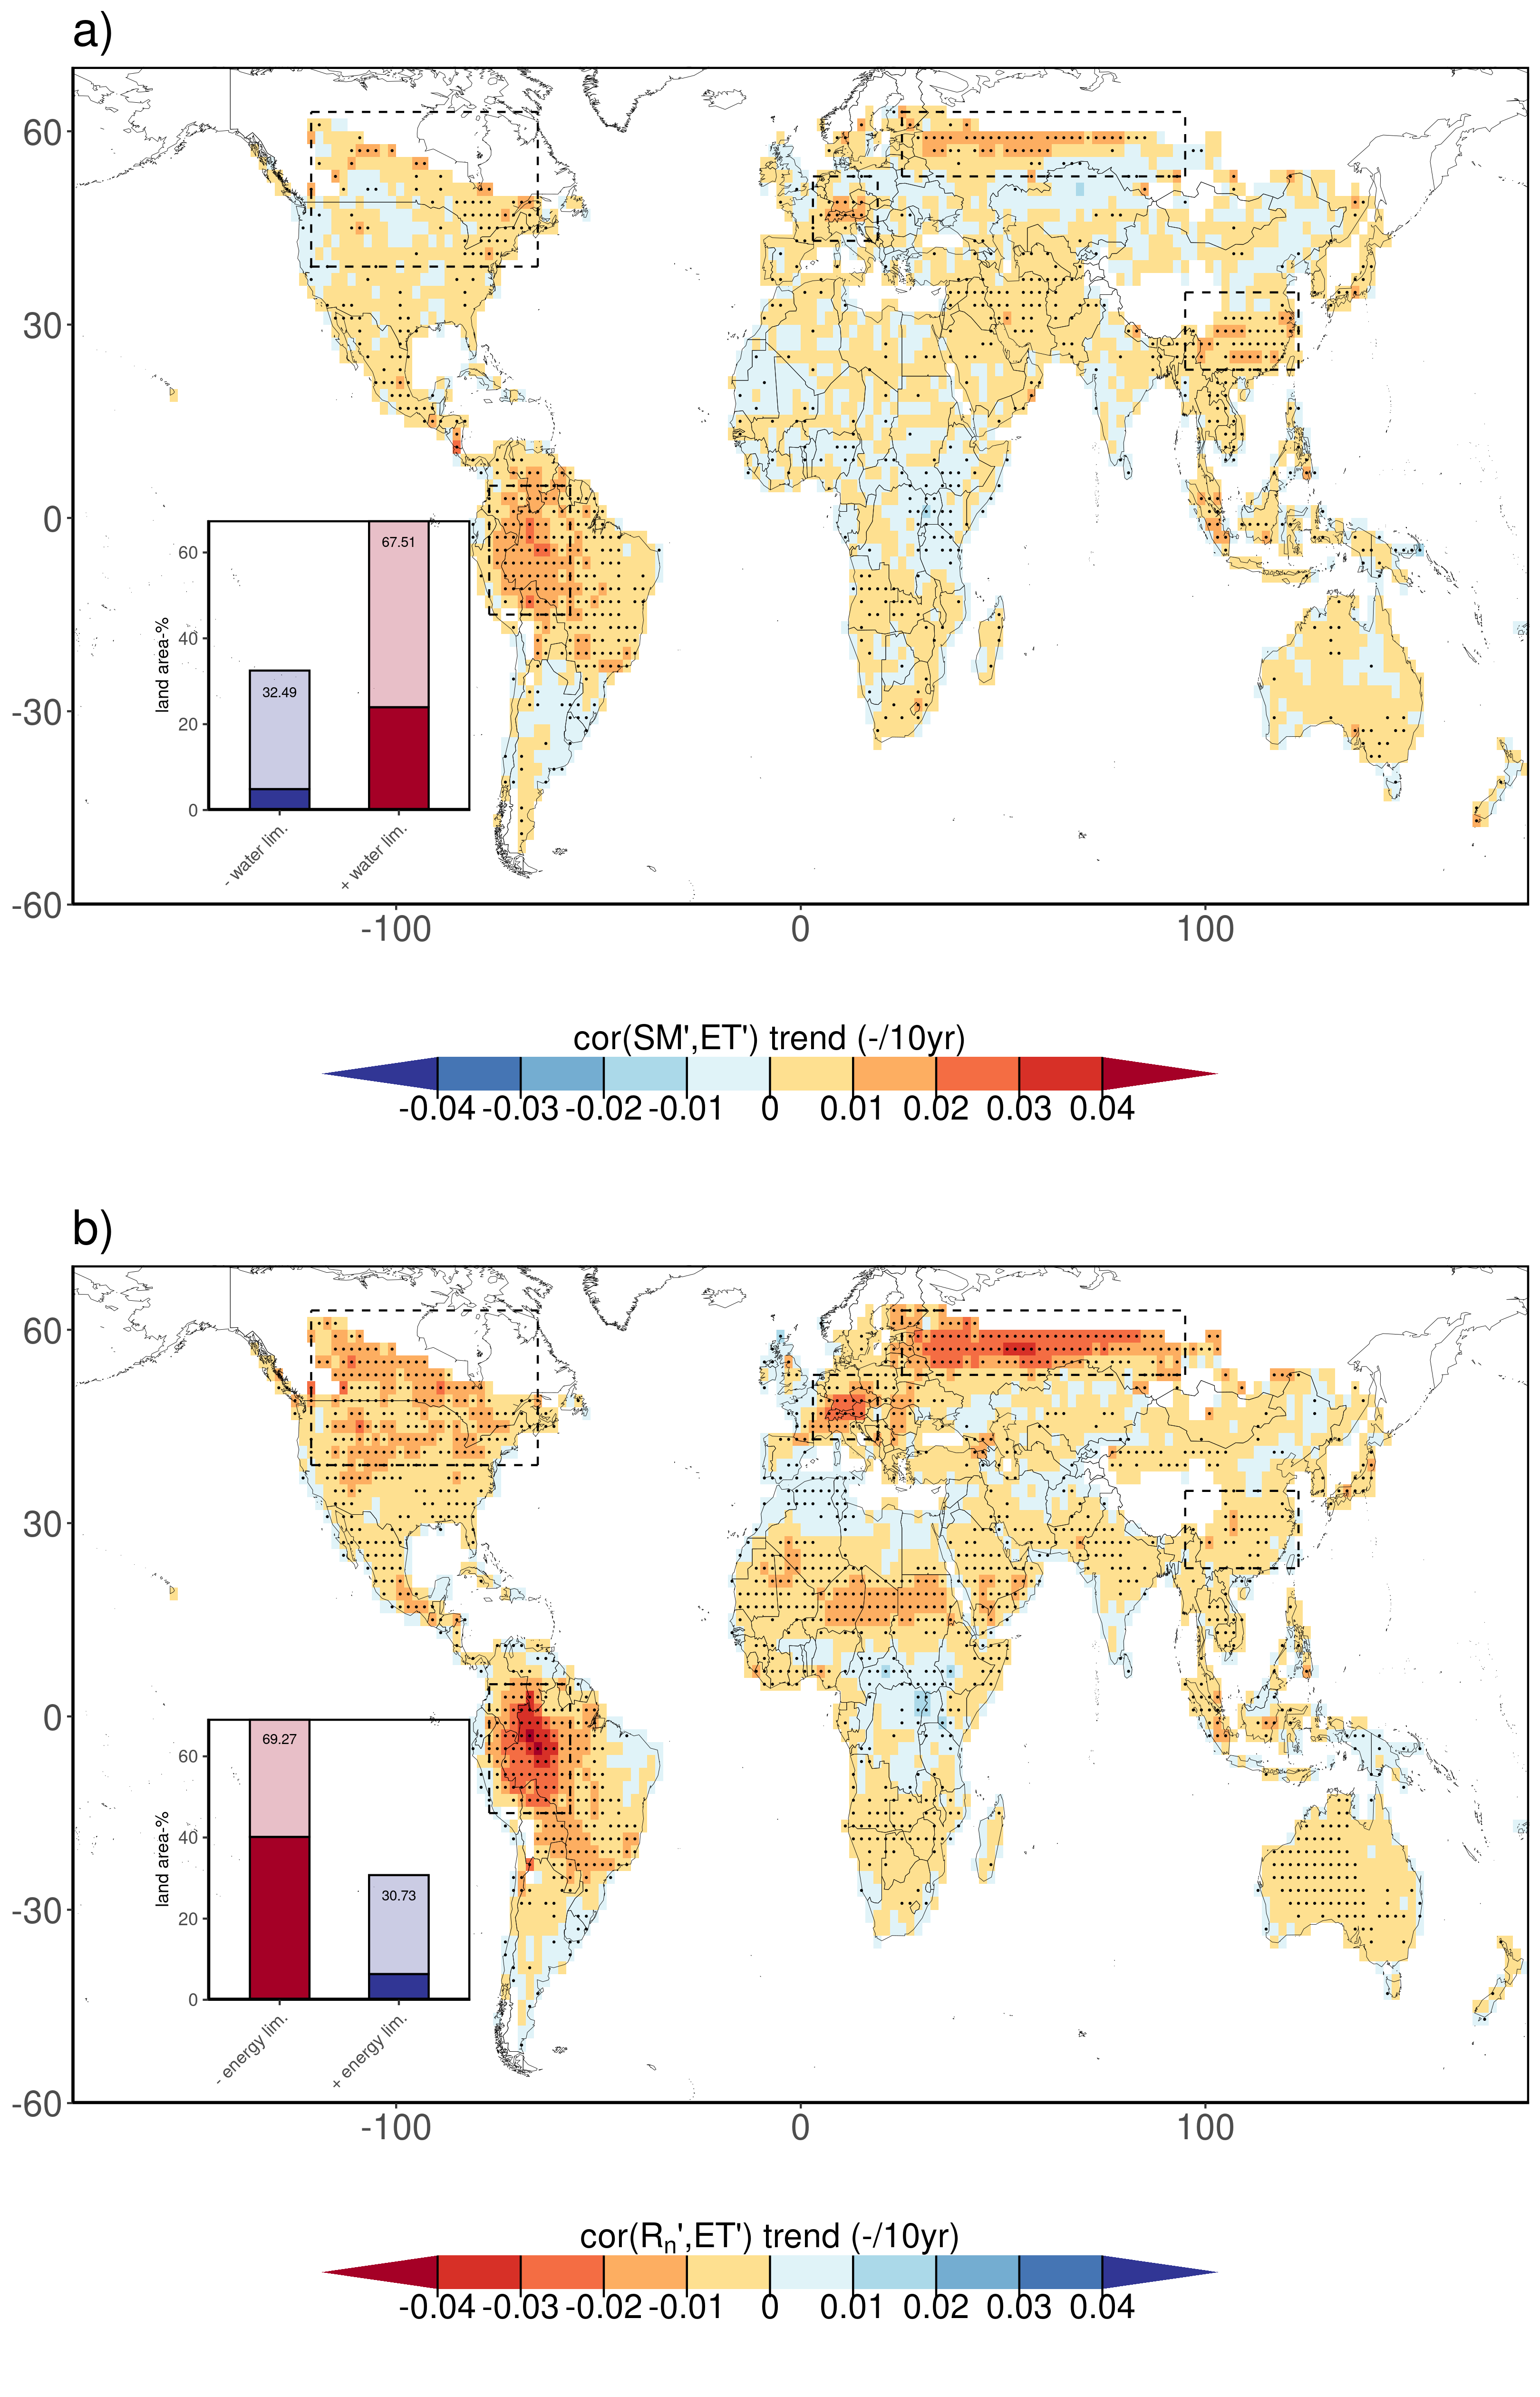 a)
60
30
0
-30
-60
-100
0
100
land area-%
60
40
20
0
32.49
67.51
- water lim.
+ water lim.
cor(SM',ET') trend (-/10yr)
-0.04 -0.03 -0.02 -0.01 0 0.01 0.02 0.03 0.04
b)
60
30
0
-30
-60
-100
0
100
land area-%
60
40
20
0
69.27
30.73
- energy lim.
+ energy lim.
cor(Rn',ET') trend (-/10yr)
-0.04 -0.03 -0.02 -0.01 0 0.01 0.02 0.03 0.04